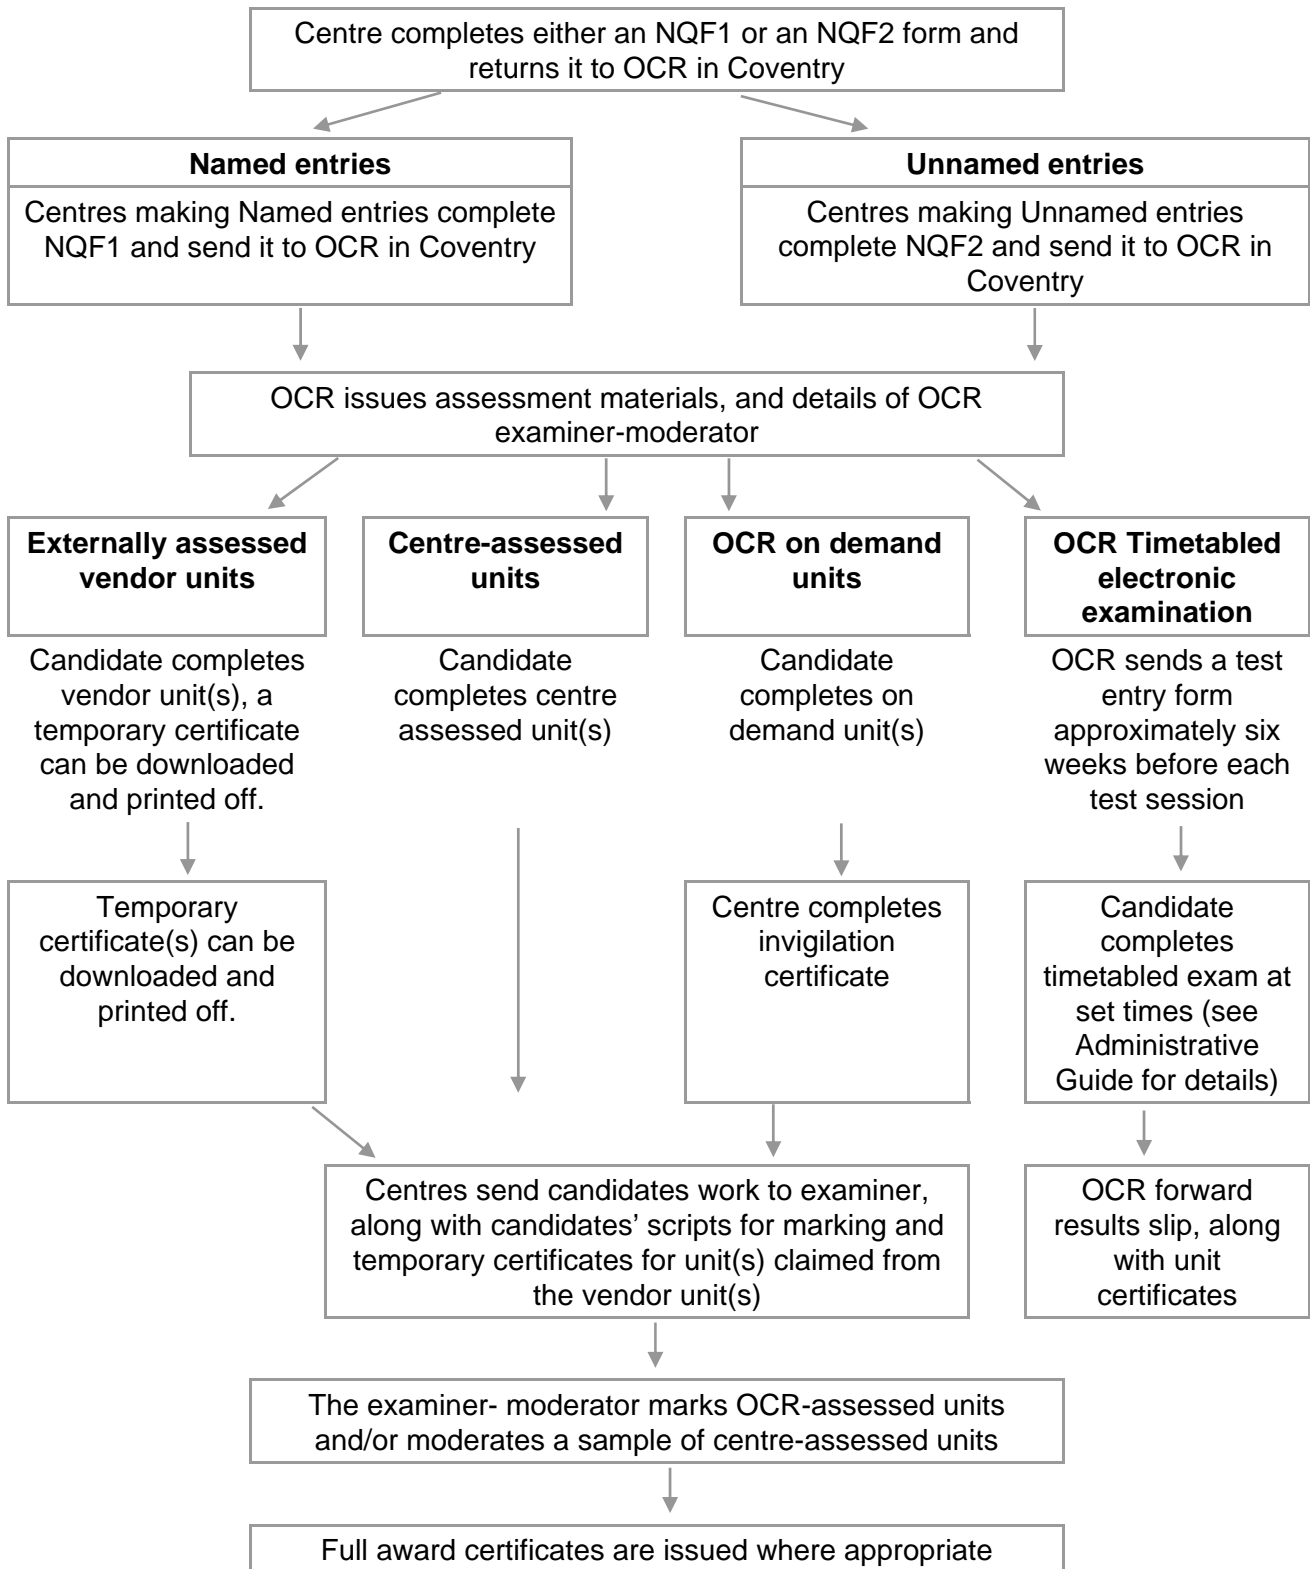 Centre completes either an NQF1 or an NQF2 form and
returns it to OCR in Coventry
Named entries
Centres making Named entries complete
NQF1 and send it to OCR in Coventry
Unnamed entries
Centres making Unnamed entries
complete NQF2 and send it to OCR in
Coventry
OCR issues assessment materials, and details of OCR
examiner-moderator
Externally assessed
vendor units
Candidate completes
vendor unit(s), a
temporary certificate
can be downloaded
and printed off.
Centre-assessed
units
Candidate
completes centre
assessed unit(s)
OCR on demand
units
Candidate
completes on
demand unit(s)
OCR Timetabled
electronic
examination
OCR sends a test
entry form
approximately six
weeks before each
test session
Temporary
certificate(s) can be
downloaded and
printed off.
Centre completes
invigilation
certificate
Candidate
completes
timetabled exam at
set times (see
Administrative
Guide for details)
Centres send candidates work to examiner,
along with candidates’ scripts for marking and
temporary certificates for unit(s) claimed from
the vendor unit(s)
OCR forward
results slip, along
with unit
certificates
The examiner- moderator marks OCR-assessed units
and/or moderates a sample of centre-assessed units
Full award certificates are issued where appropriate